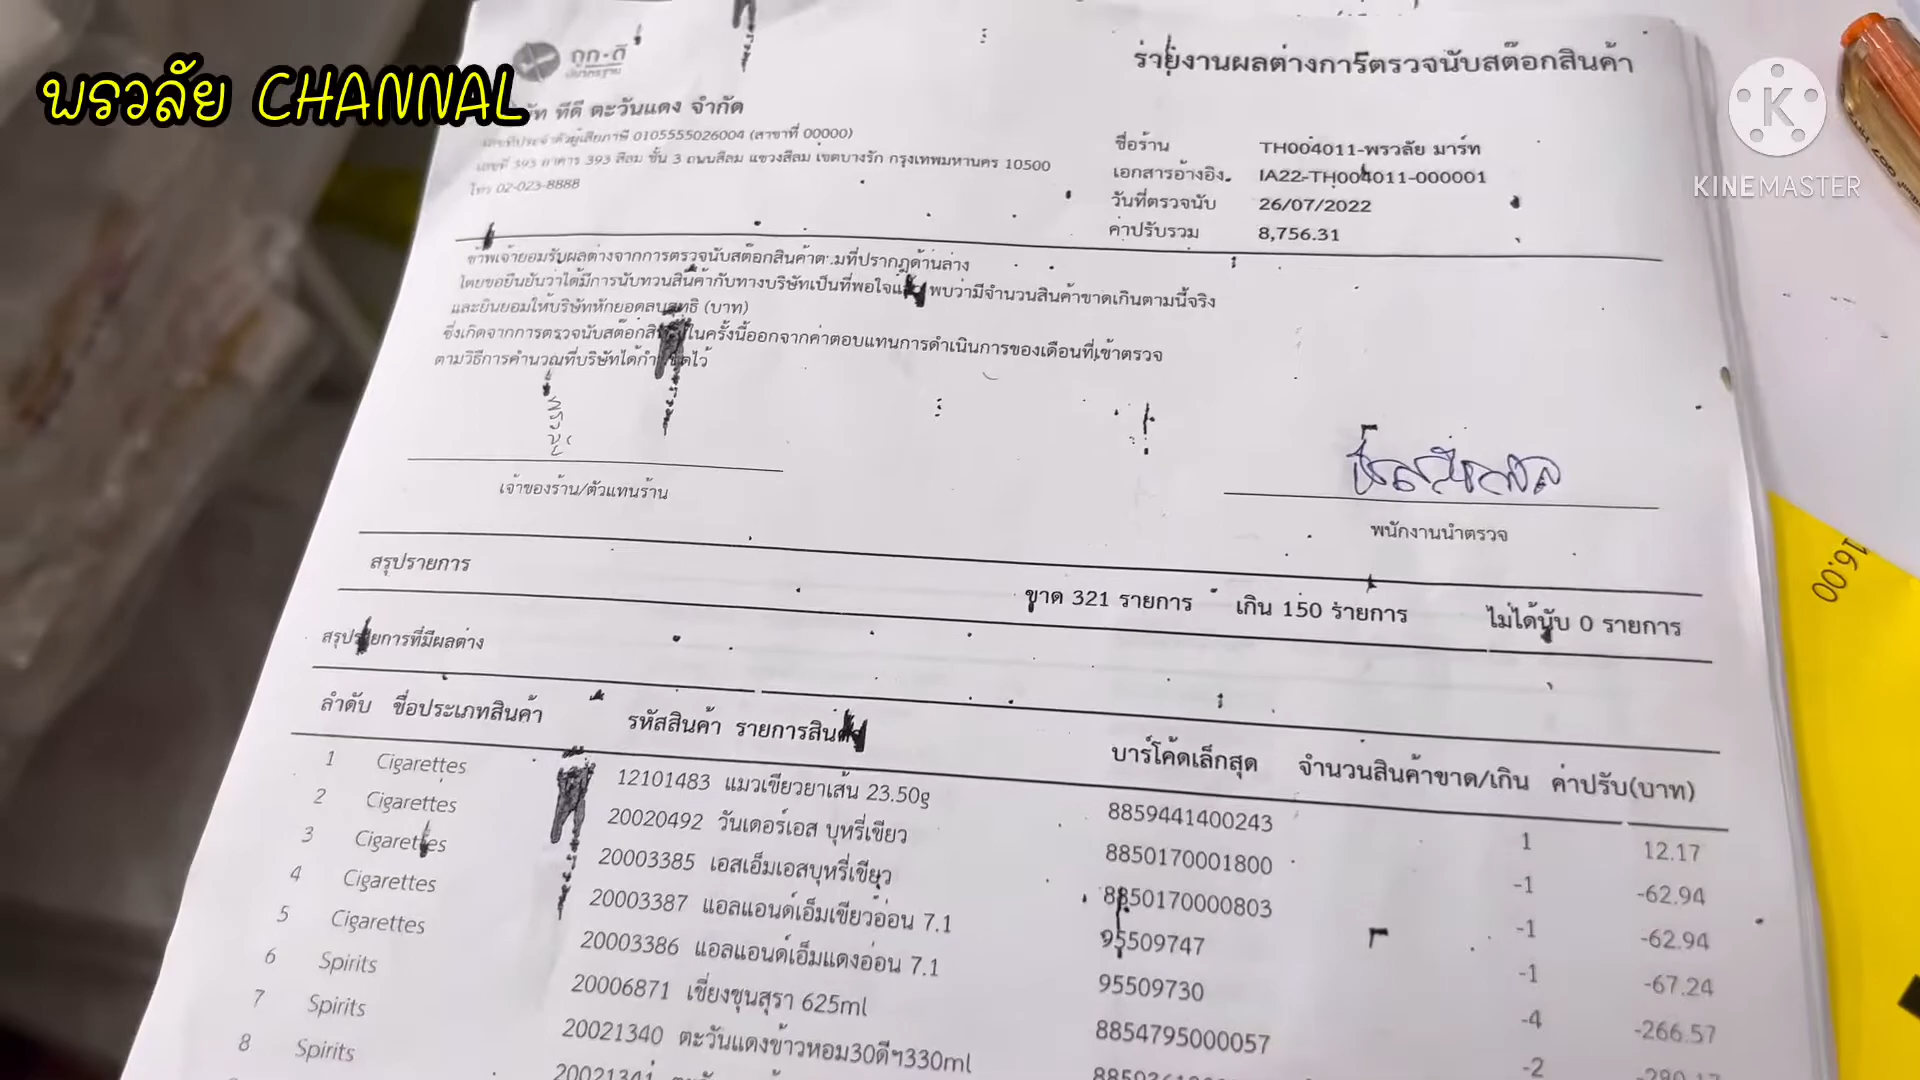 พรวลัย CHANNAL
KINEMASTER
ถูก·ดี
ร่ายงานผลต่างการตรวจนับสต๊อกสินค้า
ทีดี ตะวันแดง จำกัด
เลขที่ประจำตัวผู้เสียภาษี 0105555026004 (สาขาที่ 00000)
เลขที่ 393 อาคาร 393 สีลม ชั้น 3 ถนนสีลม แขวงสีลม เขตบางรัก กรุงเทพมหานคร 10500
โทร 02-023-8888
ชื่อร้าน TH004011-พรวลัย มาร์ท
เอกสารอ้างอิง IA22-TH004011-000001
วันที่ตรวจนับ 26/07/2022
ค่าปรับรวม 8,756.31
ข้าพเจ้ายอมรับผลต่างจากการตรวจนับสต๊อกสินค้าตามที่ปรากฎด้านล่าง
โดยขอยืนยันว่าได้มีการนับทวนสินค้ากับทางบริษัทเป็นที่พอใจแล้ว พบว่ามีจำนวนสินค้าขาดเกินตามนี้จริง
และยินยอมให้บริษัทหักยอดลบสุทธิ (บาท)
ซึ่งเกิดจากการตรวจนับสต๊อกสินค้าในครั้งนี้ออกจากค่าตอบแทนการดำเนินการของเดือนที่เข้าตรวจ
ตามวิธีการคำนวณที่บริษัทได้กำหนดไว้
เจ้าของร้าน/ตัวแทนร้าน
พนักงานนำตรวจ
สรุปรายการ ขาด 321 รายการ เกิน 150 รายการ ไม่ได้นับ 0 รายการ
สรุปรายการที่มีผลต่าง
ลำดับ ชื่อประเภทสินค้า รหัสสินค้า รายการสินค้า บาร์โค้ดเล็กสุด จำนวนสินค้าขาด/เกิน ค่าปรับ(บาท)
1 Cigarettes 12101483 แมวเขียวยาเส้น 23.50g 8859441400243 1 12.17
2 Cigarettes 20020492 วันเดอร์เอส บุหรี่เขียว 8850170001800 -1 -62.94
3 Cigarettes 20003385 เอสเอ็มเอสบุหรี่เขียว 8850170000803 -1 -62.94
4 Cigarettes 20003387 แอลแอนด์เอ็มเขียวอ่อน 7.1 95509747 -1 -67.24
5 Cigarettes 20003386 แอลแอนด์เอ็มแดงอ่อน 7.1 95509730 -4 -266.57
6 Spirits 20006871 เชี่ยงชุนสุรา 625ml 8854795000057 -2
7 Spirits 20021340 ตะวันแดงข้าวหอม30ดีฯ330ml
8 Spirits 20021341
16.00